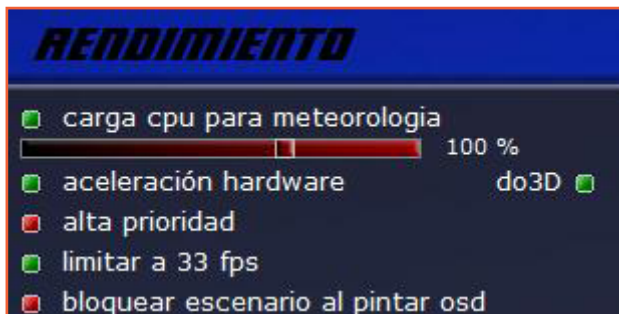 RENDIMIENTO
carga cpu para meteorologia
100 %
aceleración hardware do3D
alta prioridad
limitar a 33 fps
bloquear escenario al pintar osd